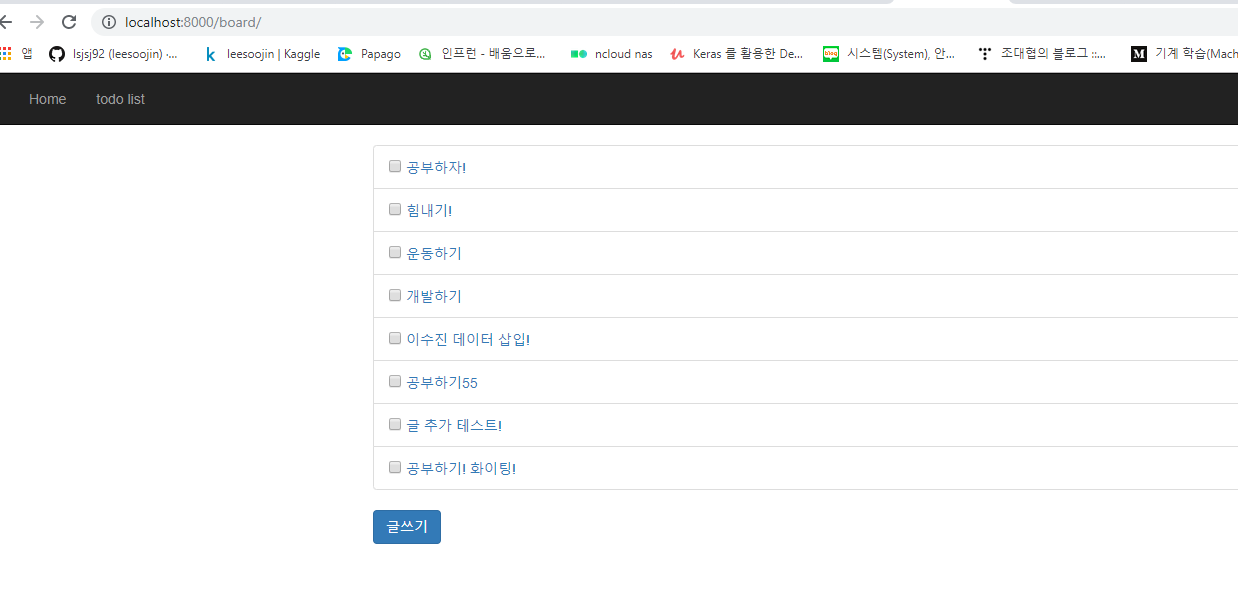 localhost:8000/board/
앱 lsjsj92 (leesoojin) ·... leesoojin | Kaggle Papago 인프런 - 배움으로... ncloud nas Keras 를 활용한 De... 시스템(System), 안... 조대협의 블로그 ::... 기계 학습(Mach
Home todo list
공부하자!
힘내기!
운동하기
개발하기
이수진 데이터 삽입!
공부하기55
글 추가 테스트!
공부하기! 화이팅!
글쓰기